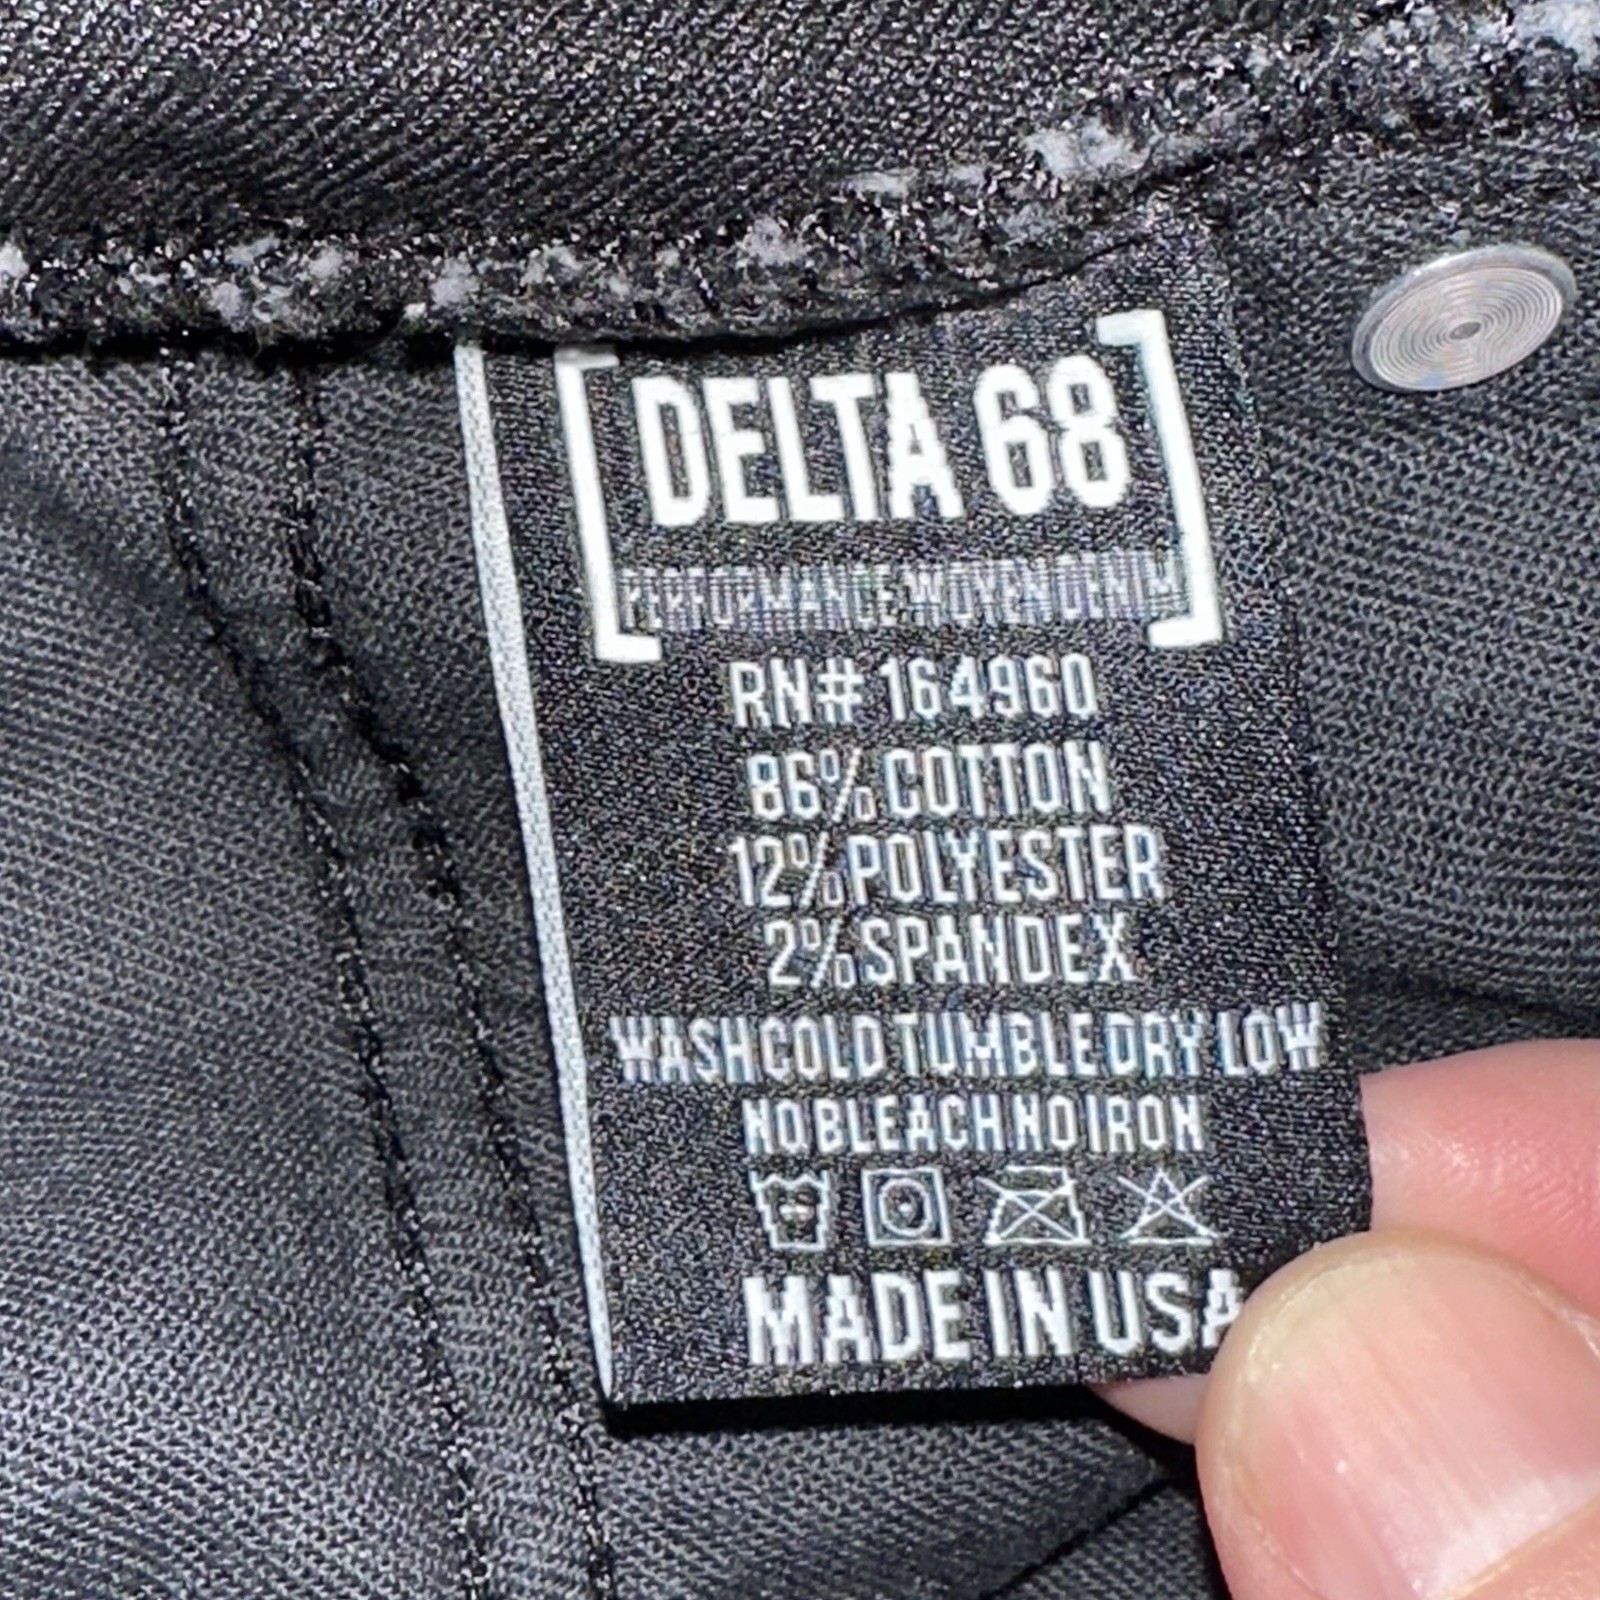 [DELTA 68]
PERFORMANCE WOVEN DENIM
RN# 164960
86% COTTON
12% POLYESTER
2% SPANDEX
WASH COLD TUMBLE DRY LOW
NO BLEACH NO IRON
MADE IN USA